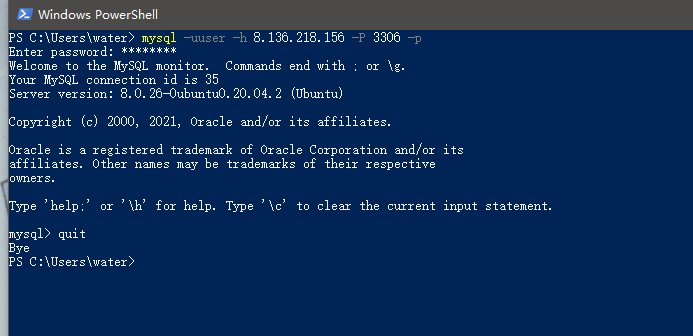 Windows PowerShell
PS C:\Users\water> mysql -uuser -h 8.136.218.156 -P 3306 -p
Enter password: ********
Welcome to the MySQL monitor.  Commands end with ; or \g.
Your MySQL connection id is 35
Server version: 8.0.26-0ubuntu0.20.04.2 (Ubuntu)
Copyright (c) 2000, 2021, Oracle and/or its affiliates.
Oracle is a registered trademark of Oracle Corporation and/or its
affiliates. Other names may be trademarks of their respective
owners.
Type 'help;' or '\h' for help. Type '\c' to clear the current input statement.
mysql> quit
Bye
PS C:\Users\water>